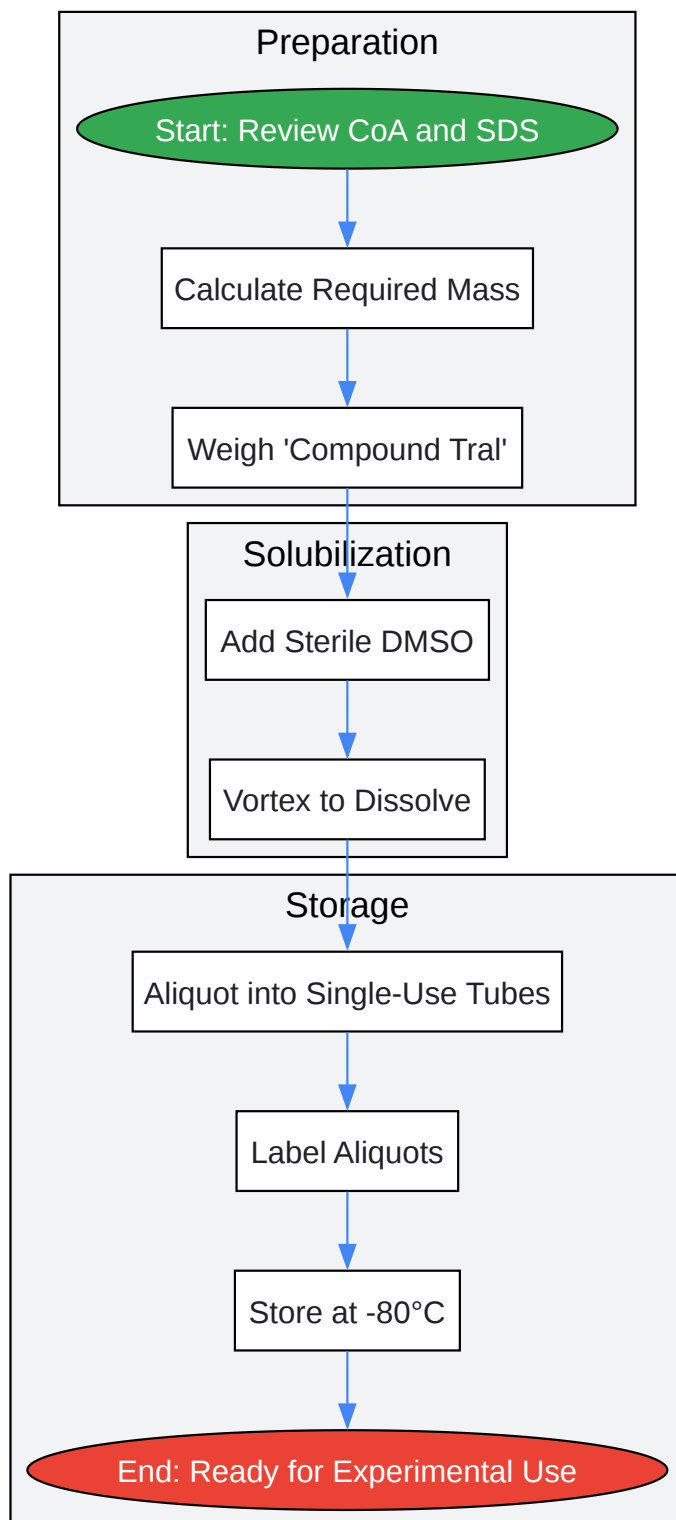 Preparation
Start: Review CoA and SDS
Calculate Required Mass
Weigh 'Compound Tral'
Solubilization
Add Sterile DMSO
Vortex to Dissolve
Storage
Aliquot into Single-Use Tubes
Label Aliquots
Store at -80°C
End: Ready for Experimental Use